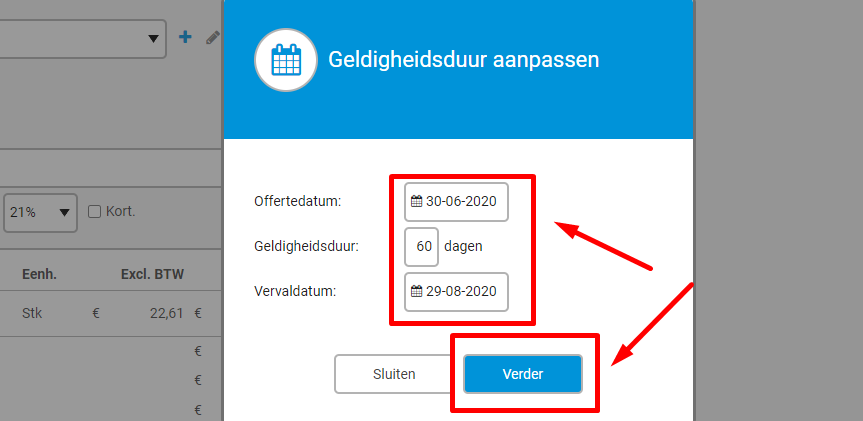 Geldigheidsduur aanpassen
21%
Kort.
Offertedatum: 30-06-2020
Geldigheidsduur: 60 dagen
Vervaldatum: 29-08-2020
Eenh. Excl. BTW
Stk € 22,61 €
€
€
€
Sluiten Verder